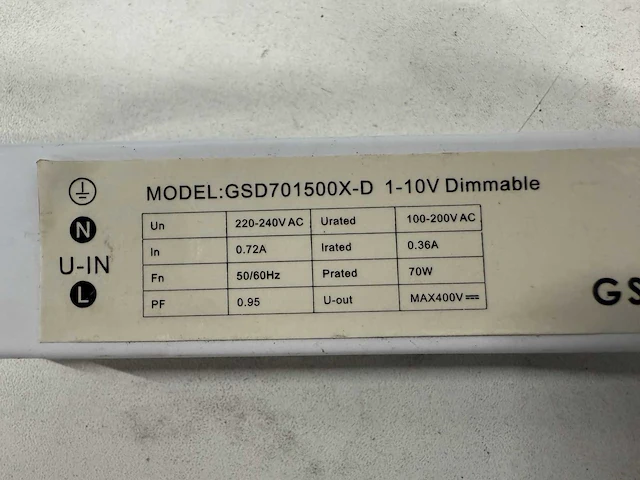 MODEL:GSD701500X-D 1-10V Dimmable
N
U-IN
L
Un 220-240V AC Urated 100-200V AC
In 0.72A Irated 0.36A
Fn 50/60Hz Prated 70W
PF 0.95 U-out MAX400V⎓
GS